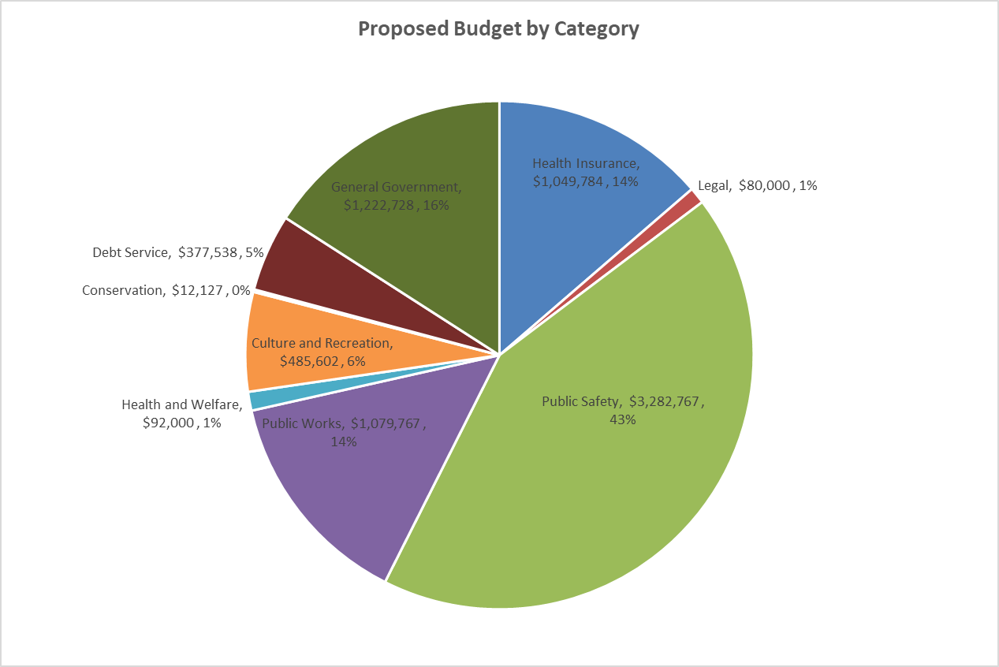 Proposed Budget by Category
Health Insurance,
$1,049,784 , 14%
Legal, $80,000 , 1%
General Government,
$1,222,728 , 16%
Debt Service, $377,538 , 5%
Conservation, $12,127 , 0%
Culture and Recreation,
$485,602 , 6%
Health and Welfare,
$92,000 , 1%
Public Works, $1,079,767 ,
14%
Public Safety, $3,282,767 ,
43%